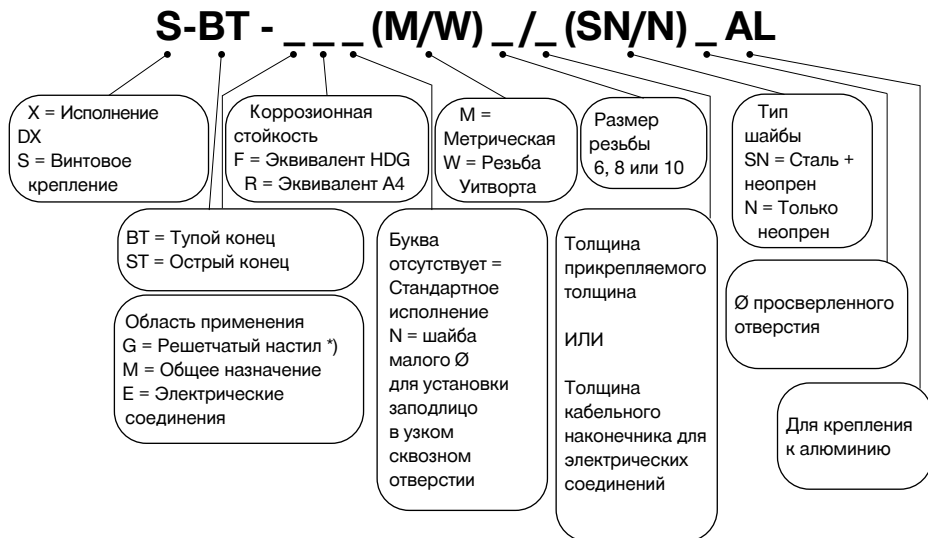 S-BT - _ _ _ (M/W) _ /_ (SN/N) _ AL
X = Исполнение
DX
S = Винтовое
крепление
Коррозионная
стойкость
F = Эквивалент HDG
R = Эквивалент A4
M =
Метрическая
W = Резьба
Уитворта
Размер
резьбы
6, 8 или 10
Тип
шайбы
SN = Сталь +
неопрен
N = Только
неопрен
BT = Тупой конец
ST = Острый конец
Буква
отсутствует =
Стандартное
исполнение
N = шайба
малого Ø
для установки
заподлицо
в узком
сквозном
отверстии
Толщина
прикрепляемого
толщина
ИЛИ
Толщина
кабельного
наконечника для
электрических
соединений
Ø просверленного
отверстия
Область применения
G = Решетчатый настил *)
M = Общее назначение
E = Электрические
соединения
Для крепления
к алюминию